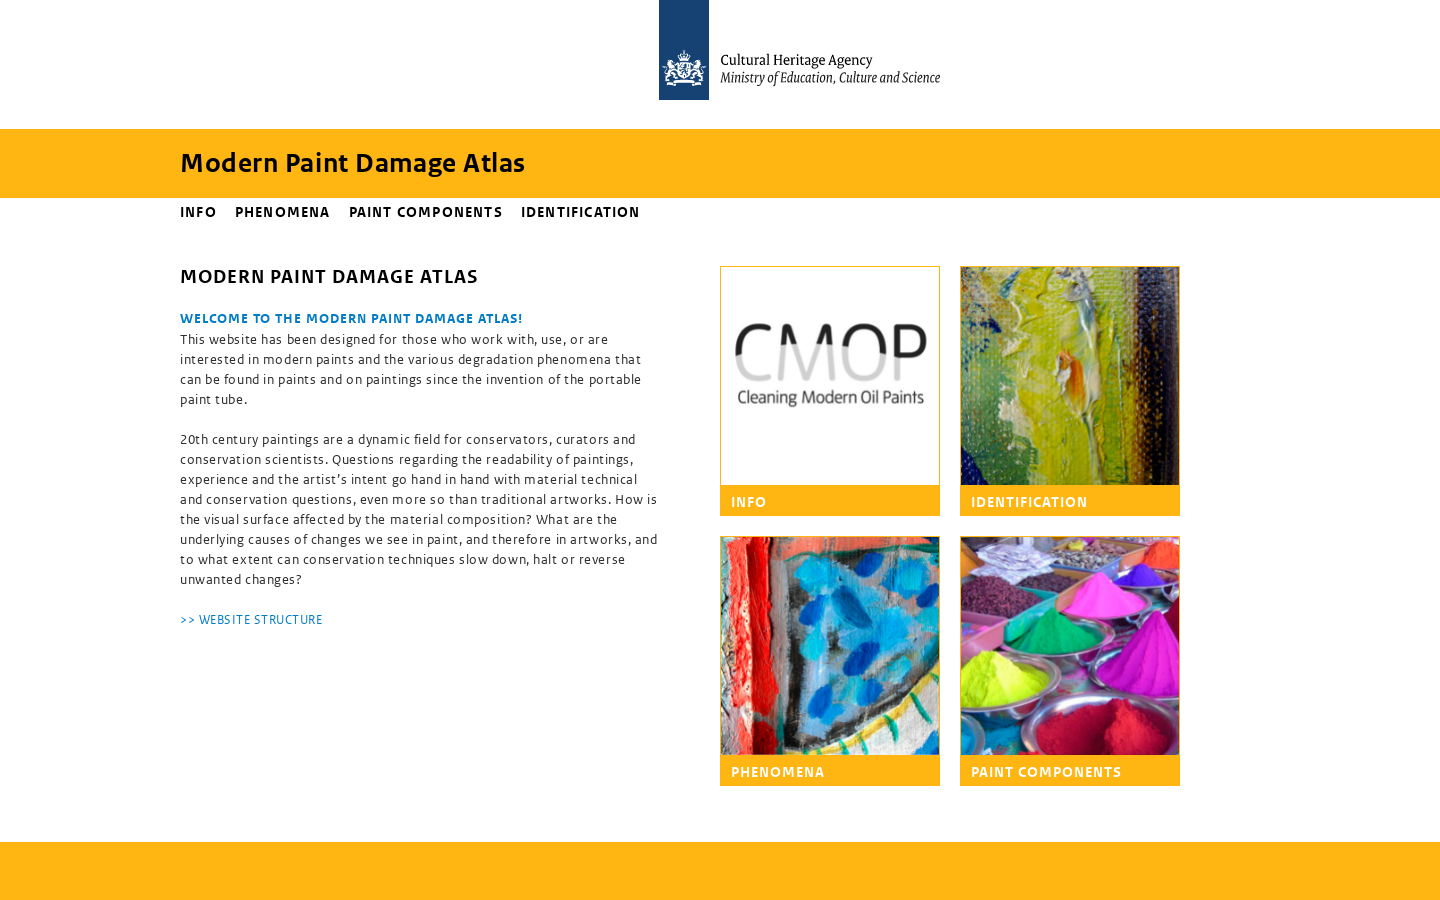 Cultural Heritage Agency
Ministry of Education, Culture and Science
Modern Paint Damage Atlas
INFO PHENOMENA PAINT COMPONENTS IDENTIFICATION
MODERN PAINT DAMAGE ATLAS
WELCOME TO THE MODERN PAINT DAMAGE ATLAS!
This website has been designed for those who work with, use, or are
interested in modern paints and the various degradation phenomena that
can be found in paints and on paintings since the invention of the portable
paint tube.
20th century paintings are a dynamic field for conservators, curators and
conservation scientists. Questions regarding the readability of paintings,
experience and the artist's intent go hand in hand with material technical
and conservation questions, even more so than traditional artworks. How is
the visual surface affected by the material composition? What are the
underlying causes of changes we see in paint, and therefore in artworks, and
to what extent can conservation techniques slow down, halt or reverse
unwanted changes?
>> WEBSITE STRUCTURE
CMOP
Cleaning Modern Oil Paints
INFO
IDENTIFICATION
PHENOMENA
PAINT COMPONENTS